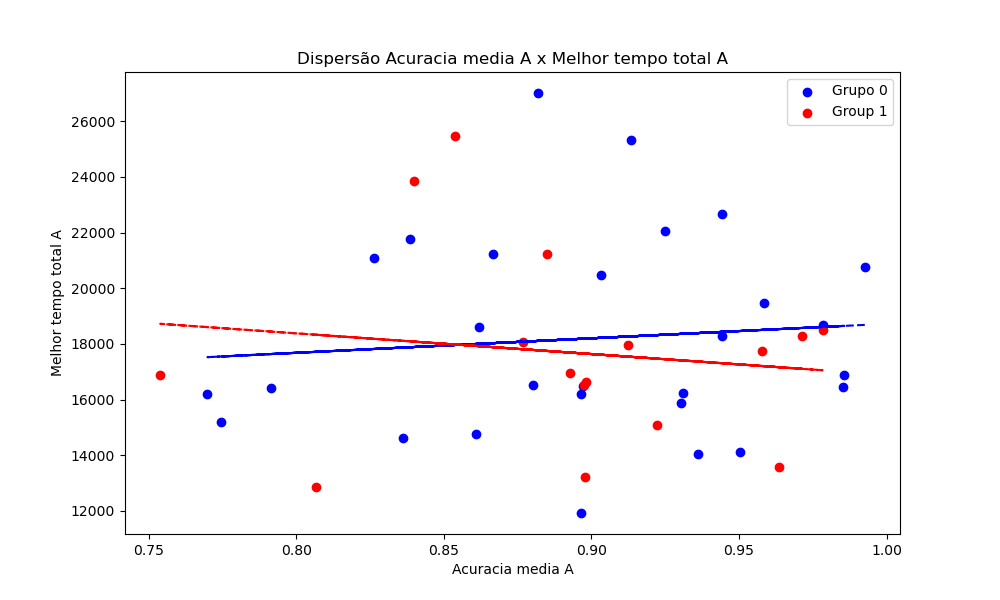 Dispersão Acuracia media A x Melhor tempo total A
Grupo 0
Group 1
26000
24000
22000
20000
18000
16000
14000
12000
Melhor tempo total A
0.75 0.80 0.85 0.90 0.95 1.00
Acuracia media A